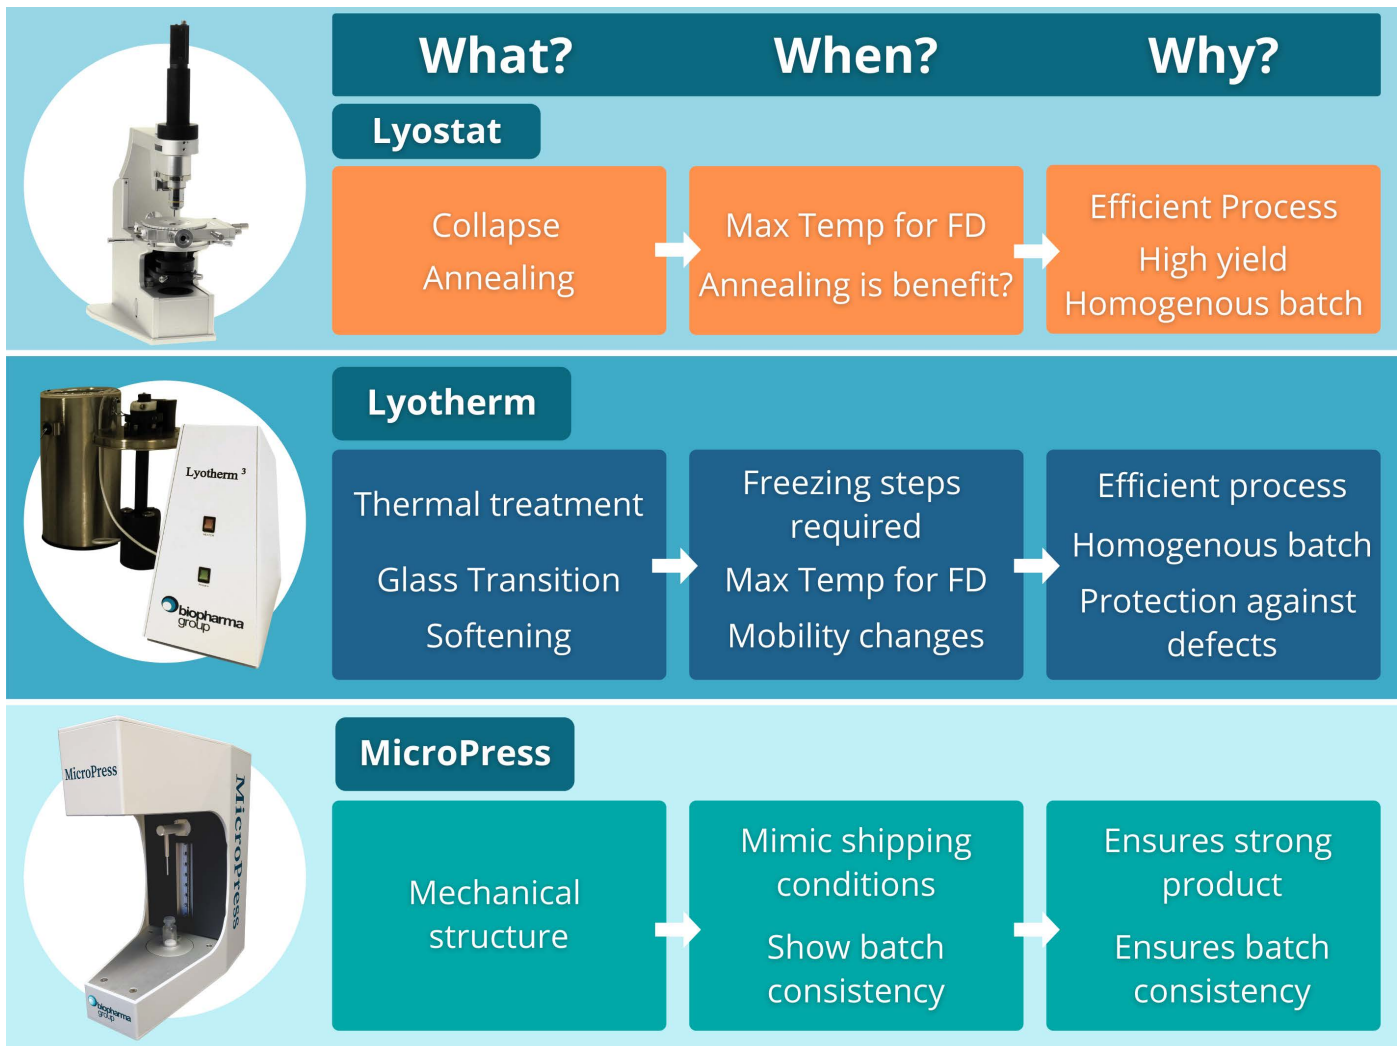 What? When? Why?
Lyostat
Collapse
Annealing
Max Temp for FD
Annealing is benefit?
Efficient Process
High yield
Homogenous batch
Lyotherm
Lyotherm 3
biopharma
group
Thermal treatment
Glass Transition
Softening
Freezing steps
required
Max Temp for FD
Mobility changes
Efficient process
Homogenous batch
Protection against
defects
MicroPress
MicroPress
MicroPress
biopharma
group
Mechanical
structure
Mimic shipping
conditions
Show batch
consistency
Ensures strong
product
Ensures batch
consistency